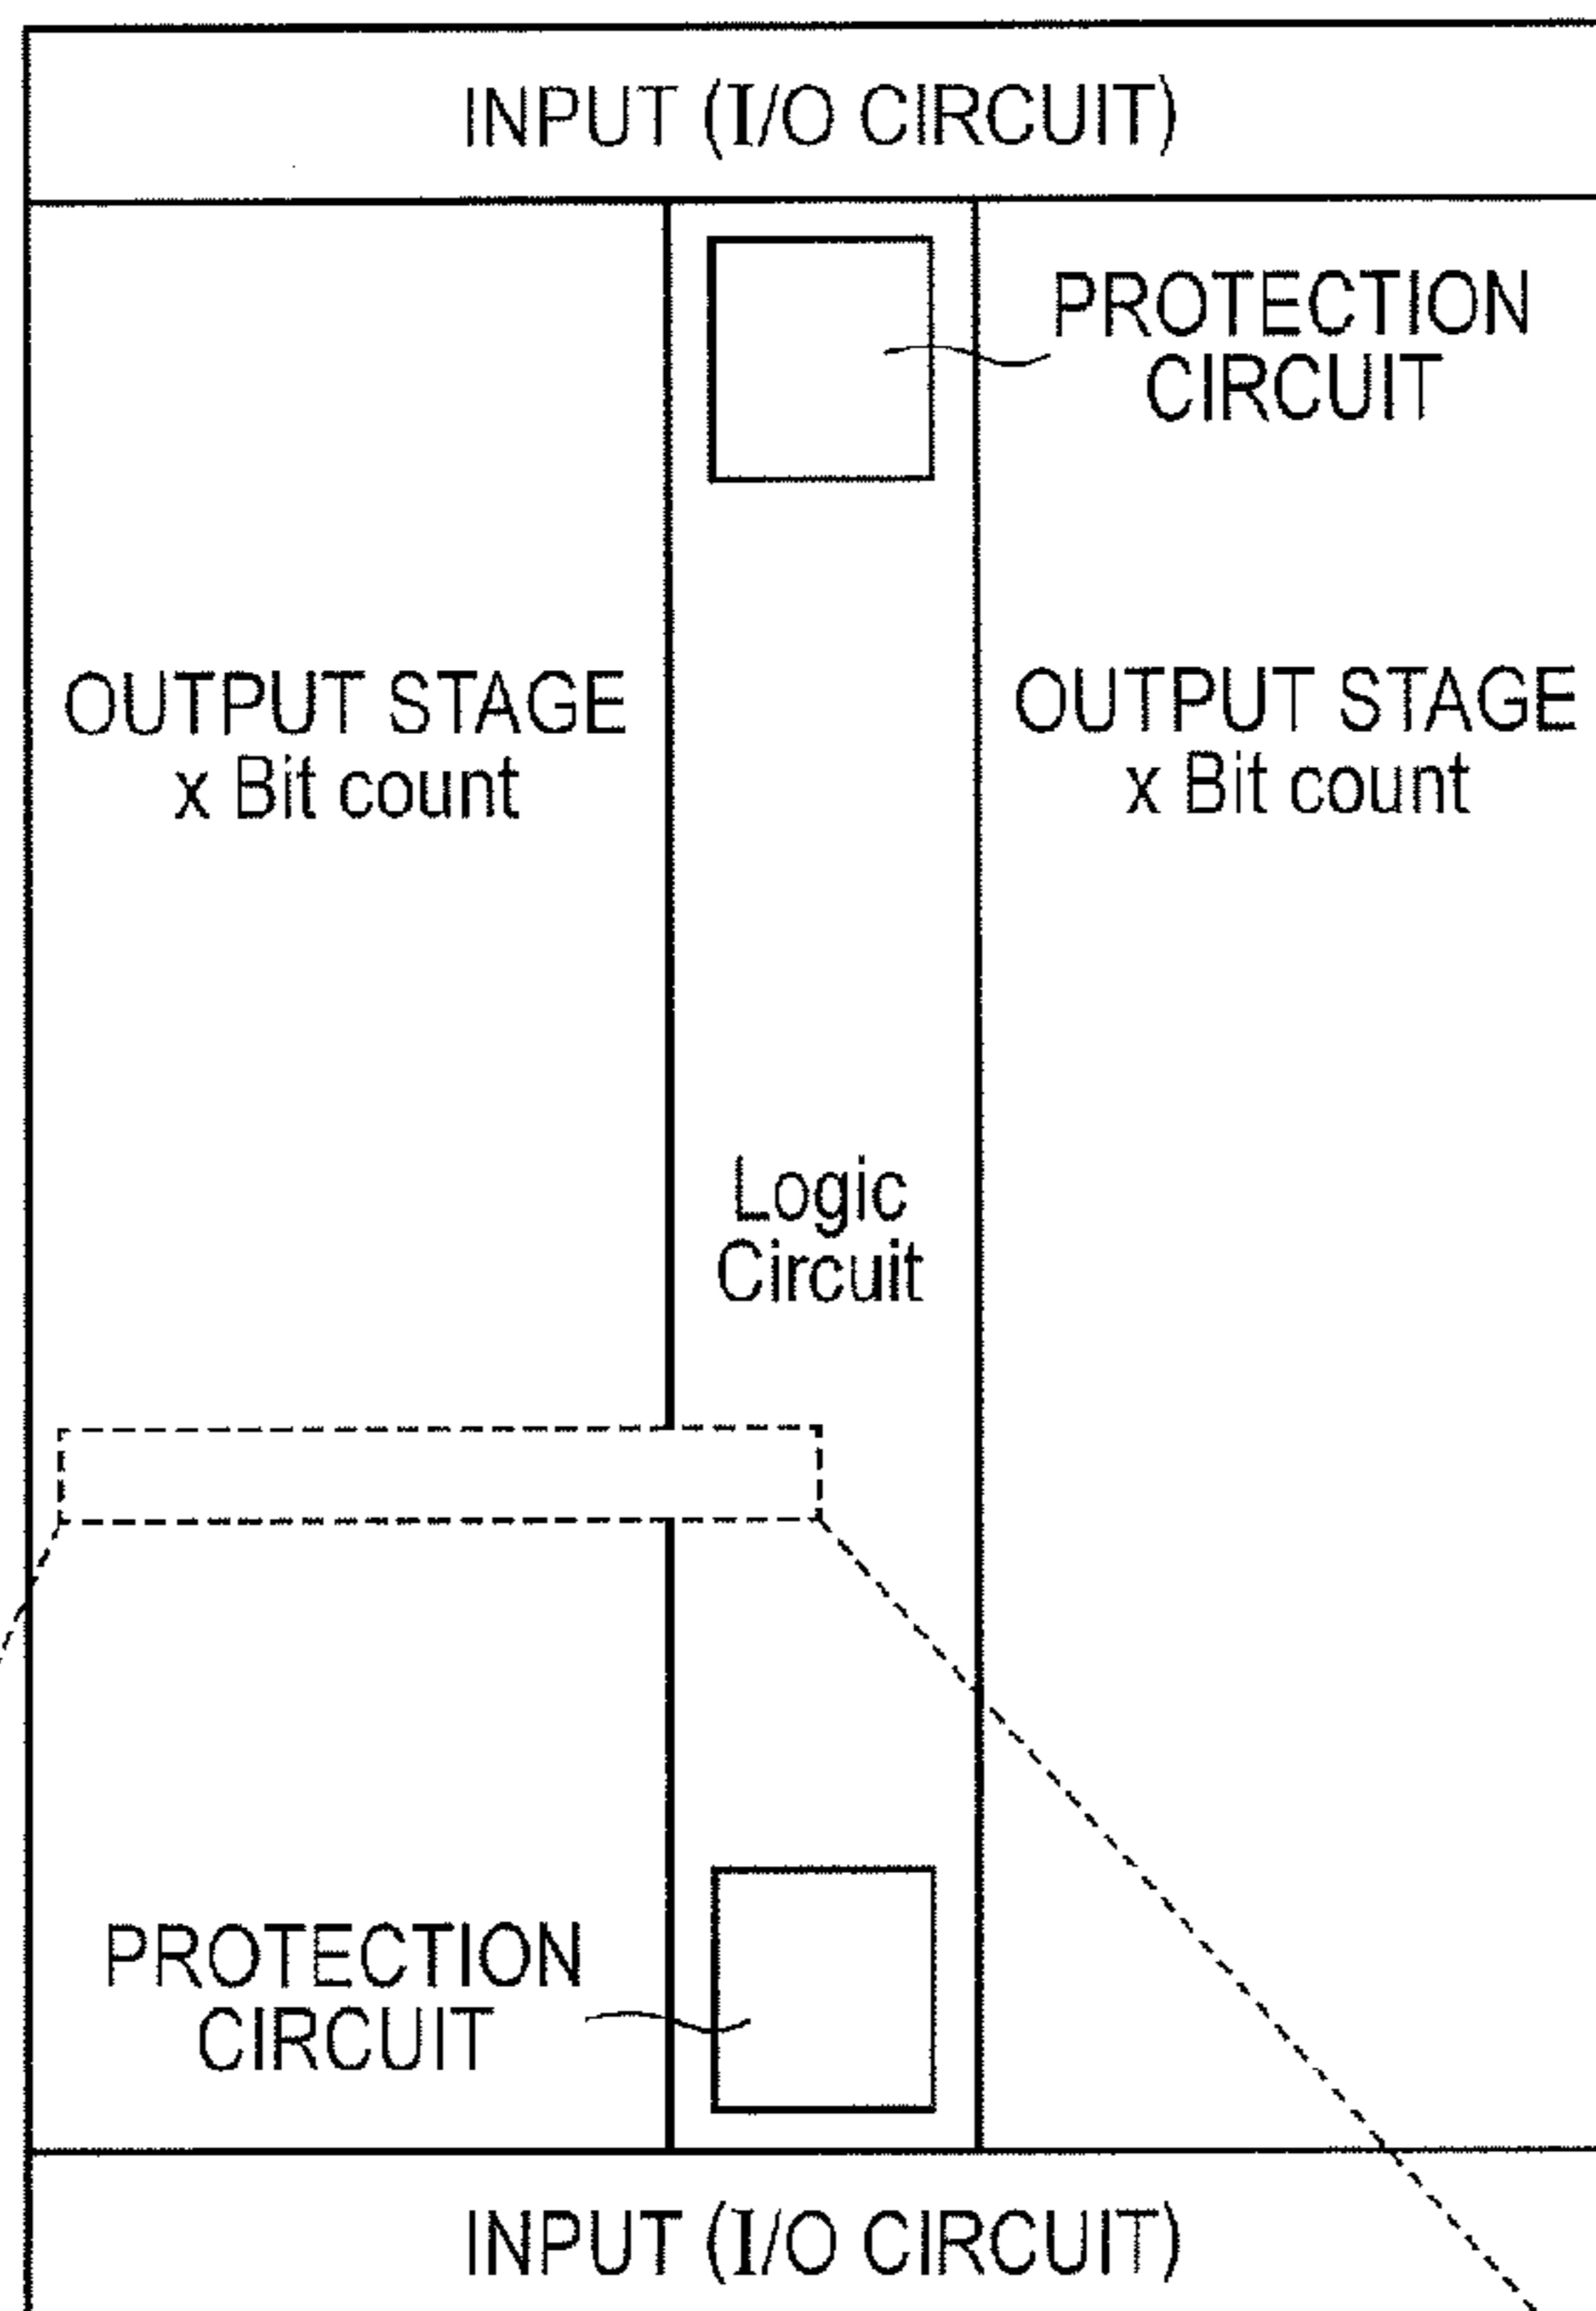 INPUT (I/O CIRCUIT)
PROTECTION
CIRCUIT
OUTPUT STAGE
x Bit count
OUTPUT STAGE
x Bit count
Logic
Circuit
PROTECTION
CIRCUIT
INPUT (I/O CIRCUIT)